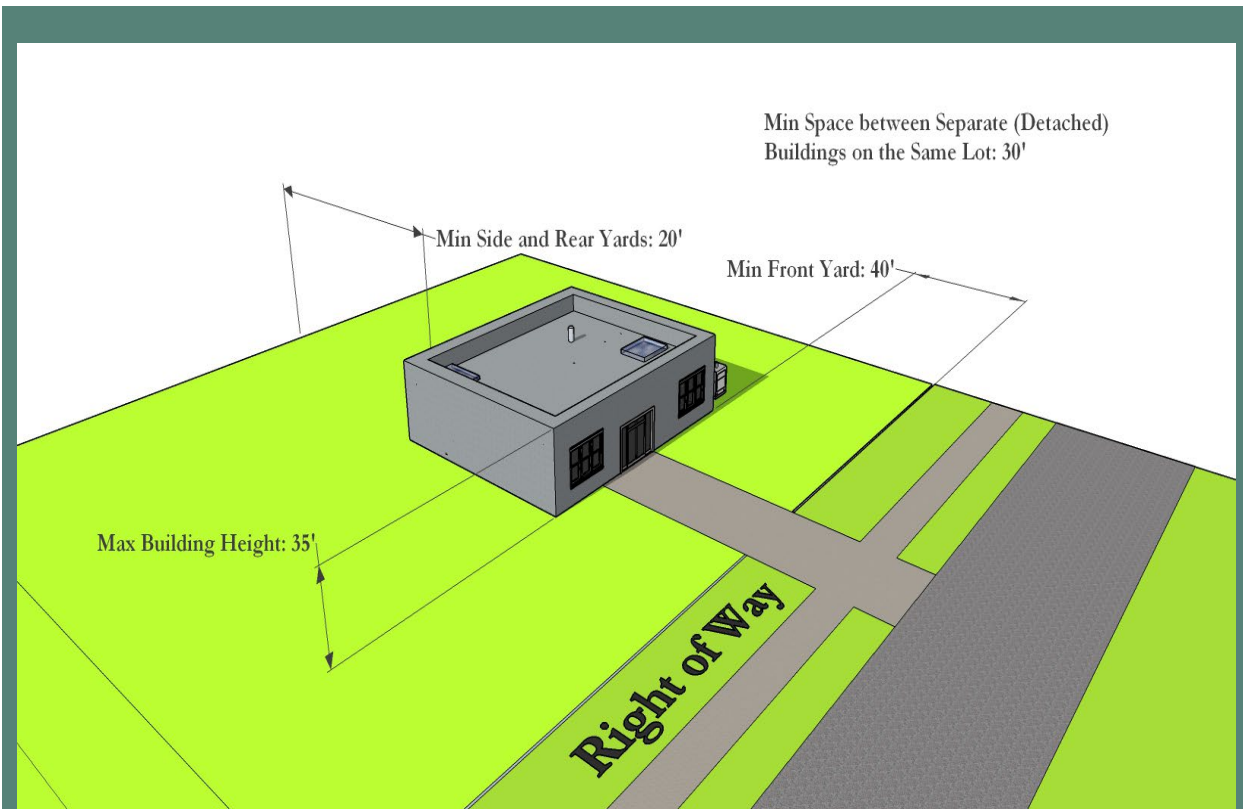 Min Space between Separate (Detached)
Buildings on the Same Lot: 30'
Min Side and Rear Yards: 20'
Min Front Yard: 40'
Max Building Height: 35'
Right of Way